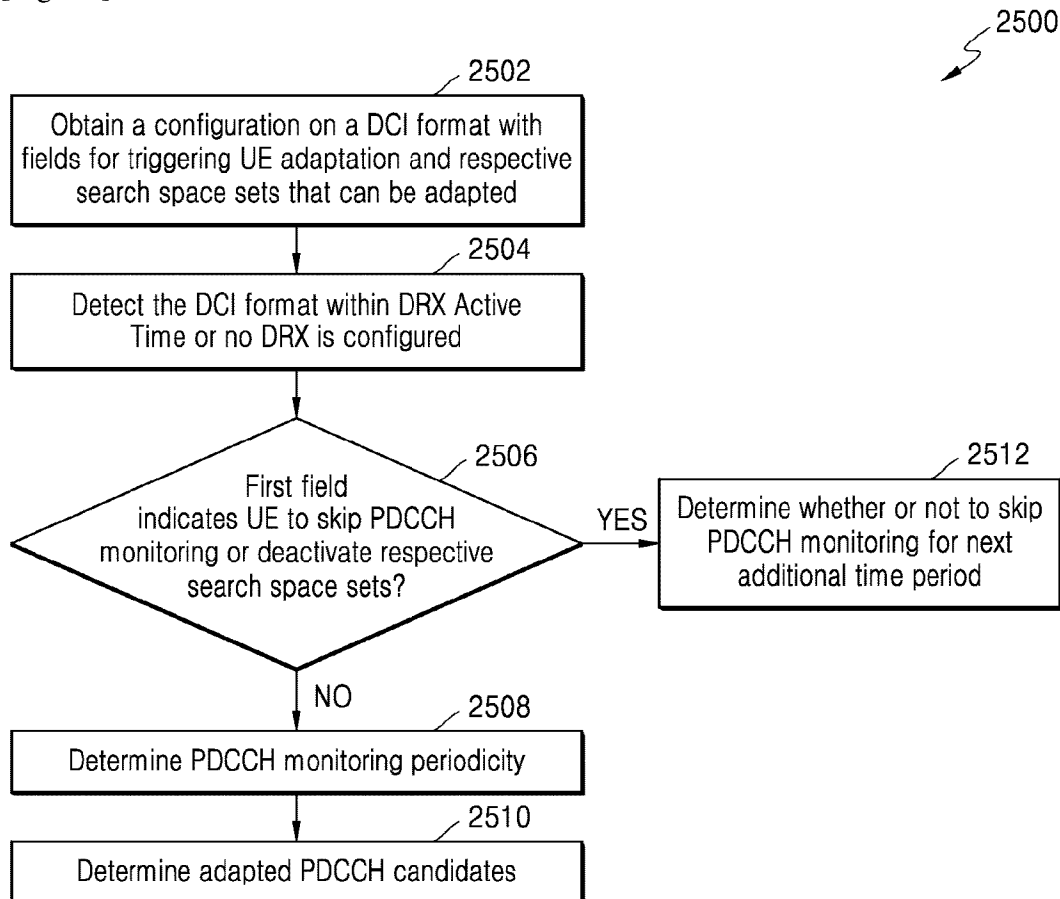 2500
2502
Obtain a configuration on a DCI format with
fields for triggering UE adaptation and respective
search space sets that can be adapted
2504
Detect the DCI format within DRX Active
Time or no DRX is configured
2506
First field
indicates UE to skip PDCCH
monitoring or deactivate respective
search space sets?
YES
2512
Determine whether or not to skip
PDCCH monitoring for next
additional time period
NO
2508
Determine PDCCH monitoring periodicity
2510
Determine adapted PDCCH candidates